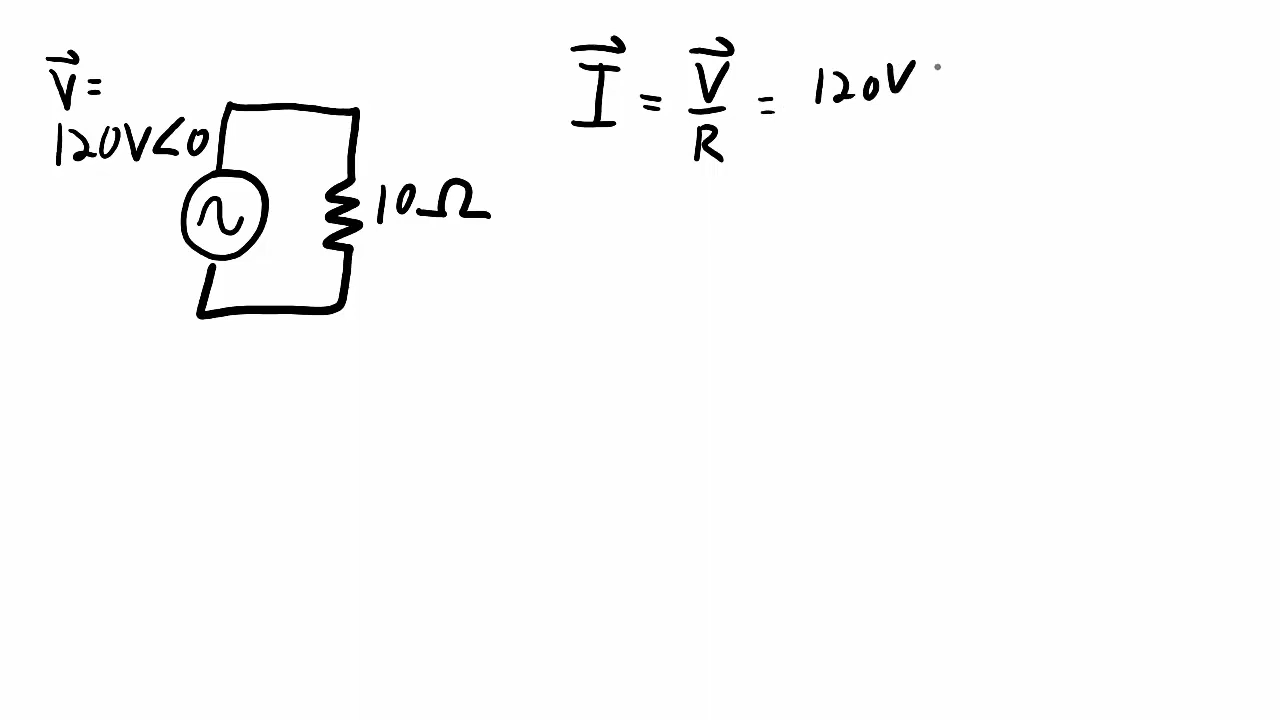 V⃗ =
120V<0
10Ω
I⃗ = V⃗/R = 120V